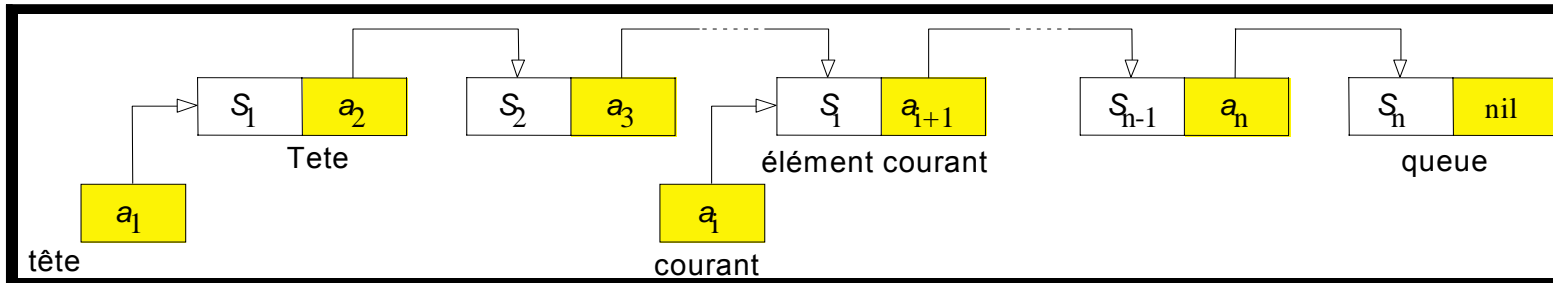 S1 a2 S2 a3 Si ai+1 Sn-1 an Sn nil
Tete élément courant queue
a1 ai
tête courant